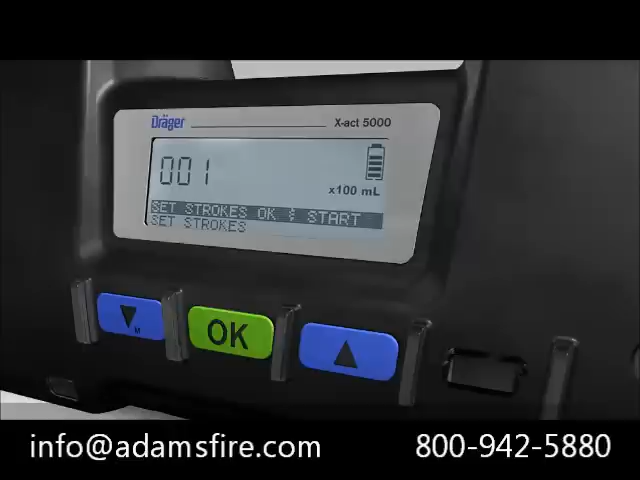 Dräger
X-act 5000
001
x100 mL
SET STROKES OK & START
SET STROKES
M
OK
info@adamsfire.com
800-942-5880